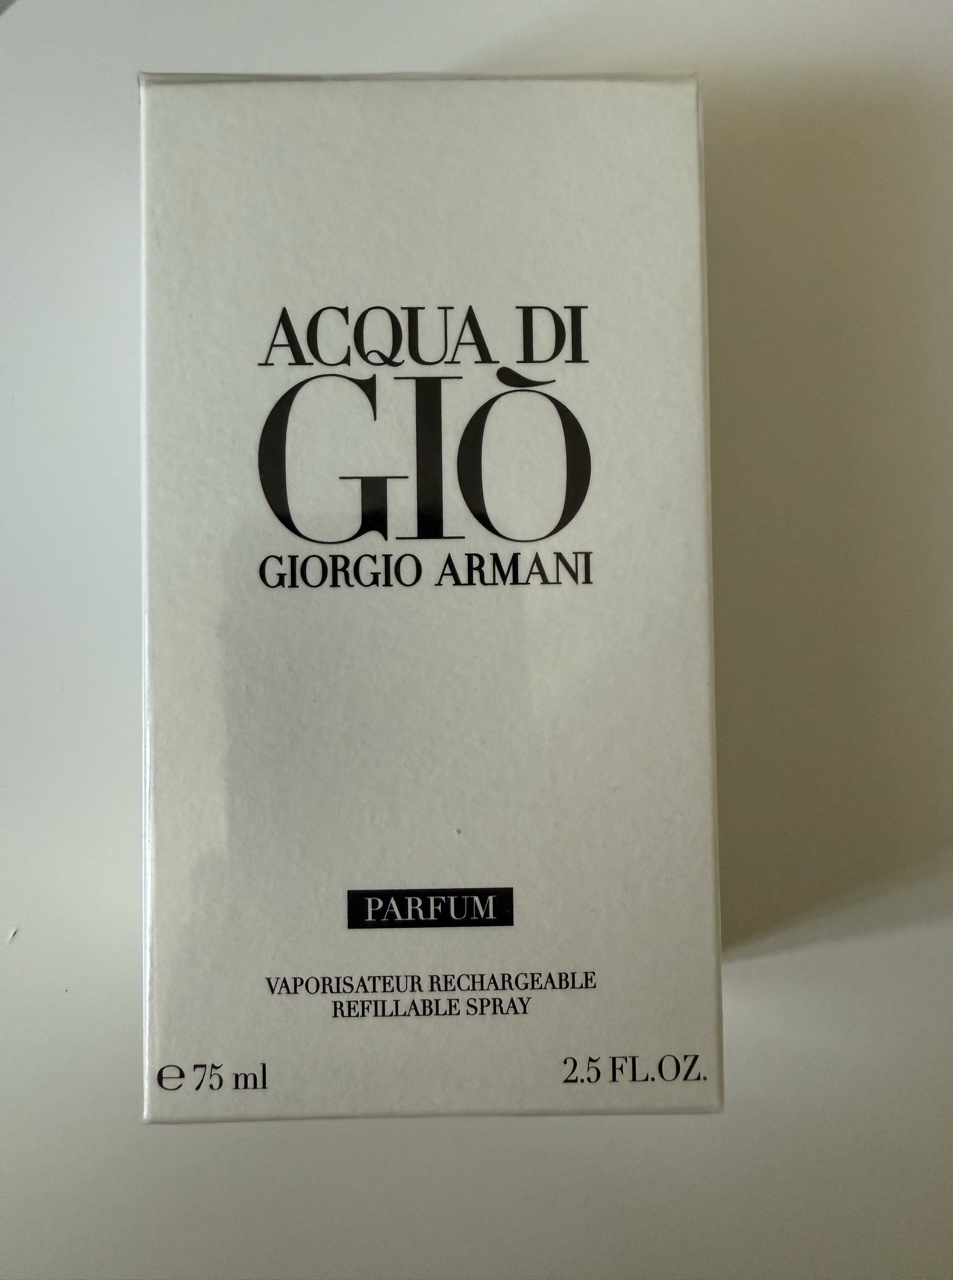 ACQUA DI
GIÒ
GIORGIO ARMANI
PARFUM
VAPORISATEUR RECHARGEABLE
REFILLABLE SPRAY
℮ 75 ml 2.5 FL.OZ.